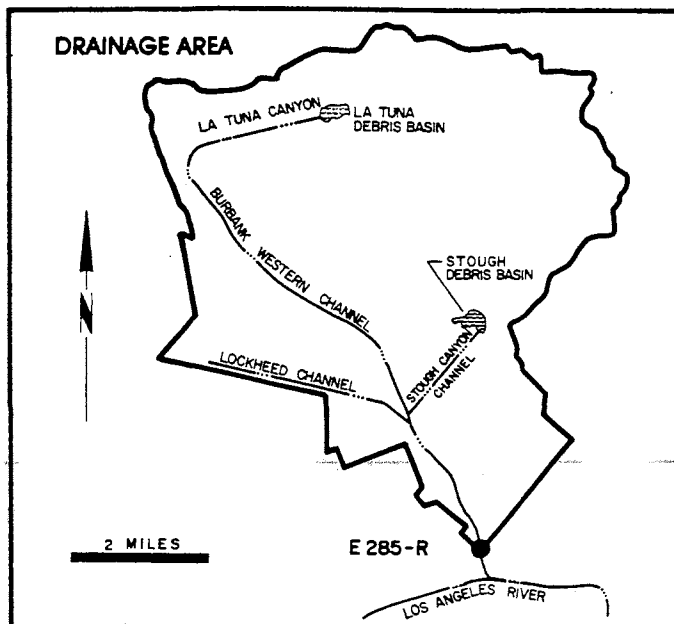 DRAINAGE AREA
LA TUNA CANYON
LA TUNA
DEBRIS BASIN
BURBANK WESTERN CHANNEL
STOUGH
DEBRIS BASIN
STOUGH CANYON
CHANNEL
LOCKHEED CHANNEL
N
2 MILES
E 285-R
LOS ANGELES RIVER